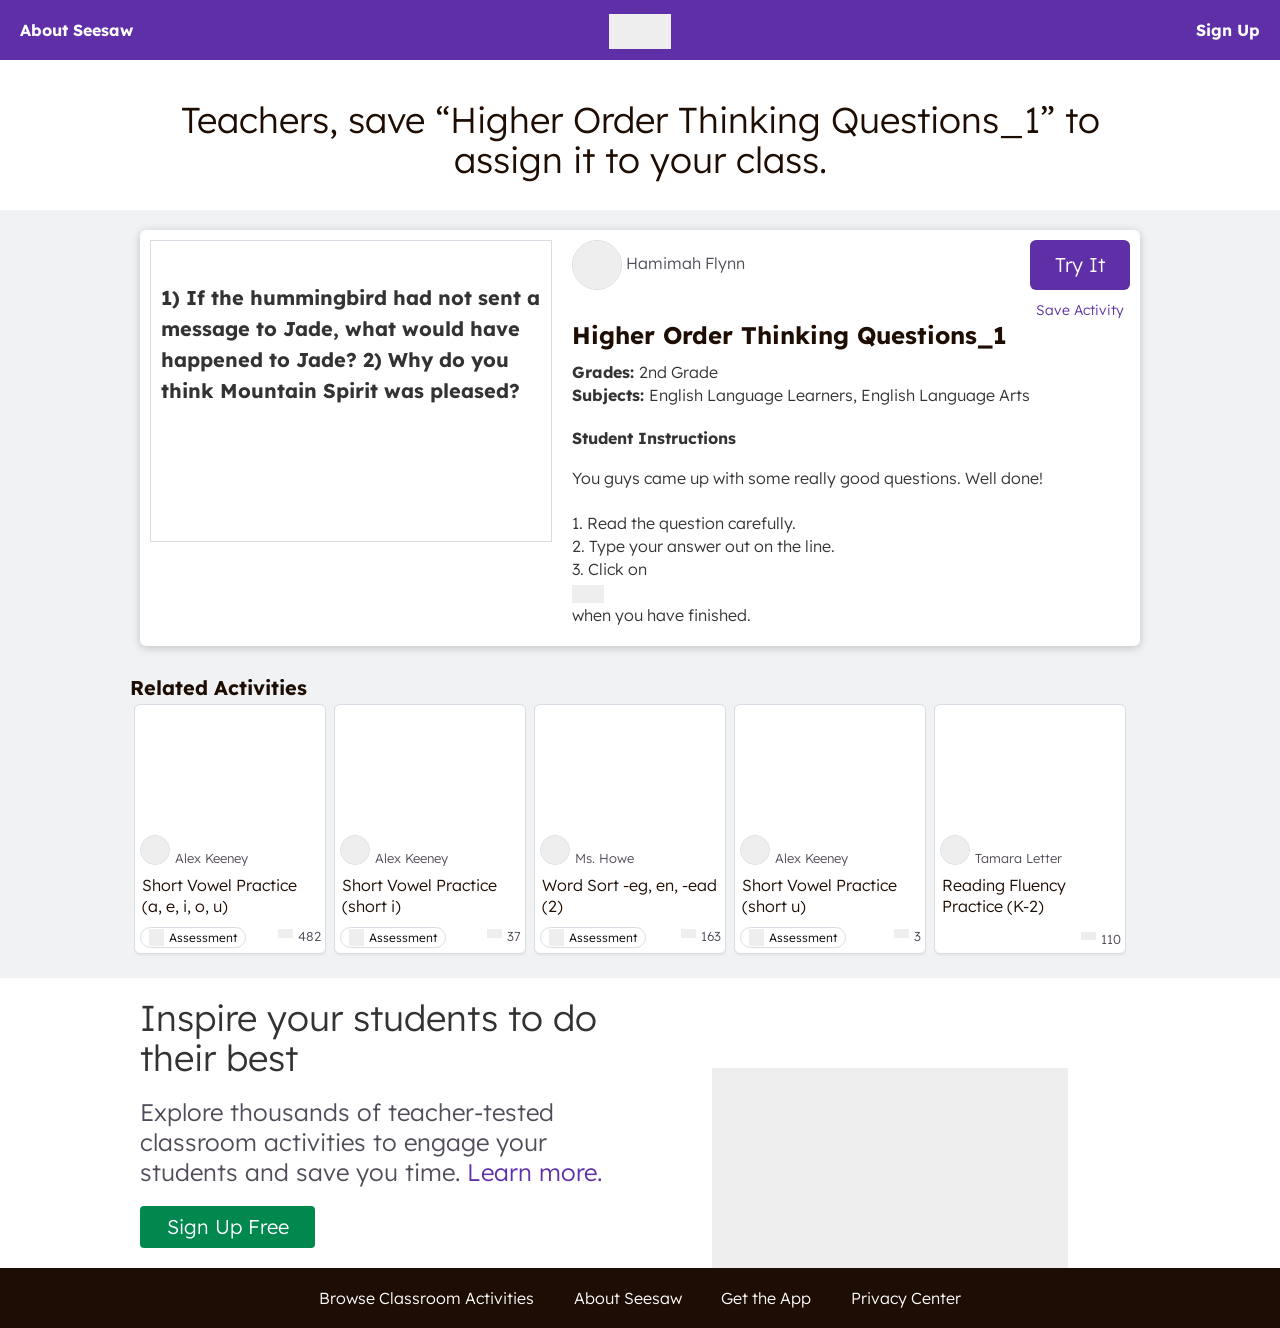 About Seesaw
Sign Up
Teachers, save “Higher Order Thinking Questions_1” to
assign it to your class.
1) If the hummingbird had not sent a
message to Jade, what would have
happened to Jade? 2) Why do you
think Mountain Spirit was pleased?
Hamimah Flynn
Try It
Save Activity
Higher Order Thinking Questions_1
Grades: 2nd Grade
Subjects: English Language Learners, English Language Arts
Student Instructions
You guys came up with some really good questions. Well done!
1. Read the question carefully.
2. Type your answer out on the line.
3. Click on
when you have finished.
Related Activities
Alex Keeney
Short Vowel Practice
(a, e, i, o, u)
Assessment
482
Alex Keeney
Short Vowel Practice
(short i)
Assessment
37
Ms. Howe
Word Sort -eg, en, -ead
(2)
Assessment
163
Alex Keeney
Short Vowel Practice
(short u)
Assessment
3
Tamara Letter
Reading Fluency
Practice (K-2)
110
Inspire your students to do
their best
Explore thousands of teacher-tested
classroom activities to engage your
students and save you time. Learn more.
Sign Up Free
Browse Classroom Activities
About Seesaw
Get the App
Privacy Center